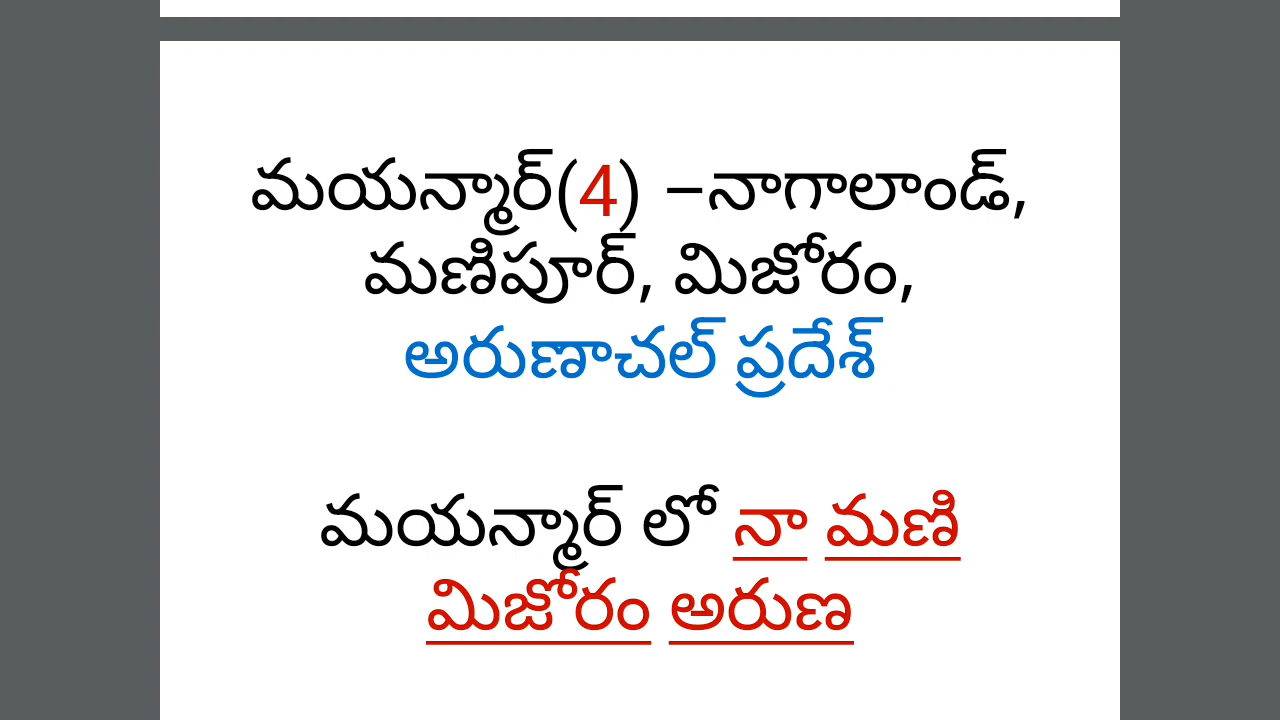 మయన్మార్(4) –నాగాలాండ్,
మణిపూర్, మిజోరం,
అరుణాచల్ ప్రదేశ్
మయన్మార్ లో నా మణి
మిజోరం అరుణ